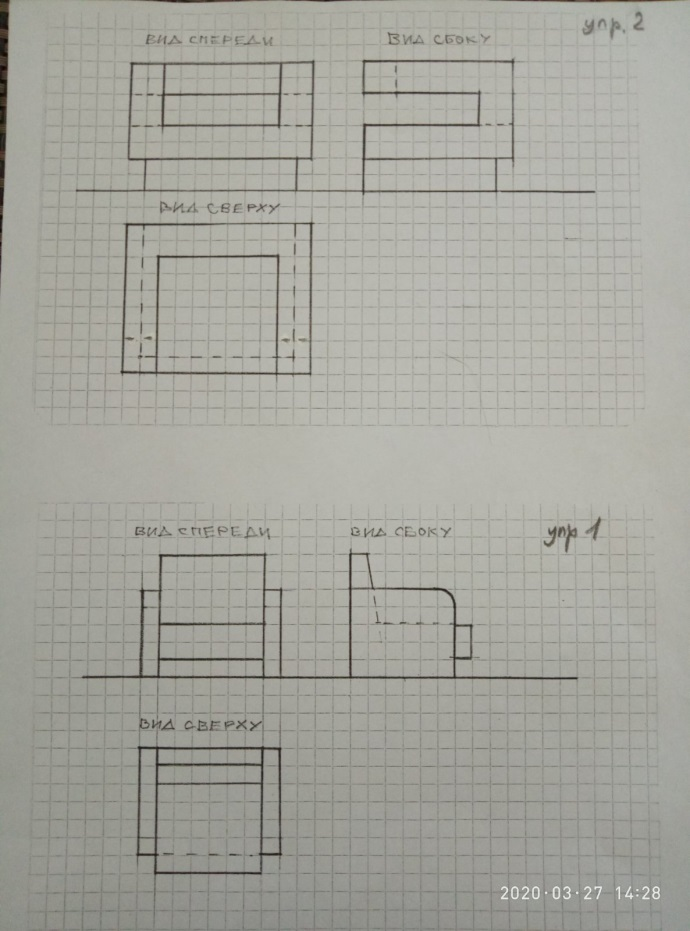 упр. 2
ВИД СПЕРЕДИ
ВИД СБОКУ
ВИД СВЕРХУ
ВИД СПЕРЕДИ
ВИД СБОКУ
упр 1
ВИД СВЕРХУ
2020·03·27 14:28